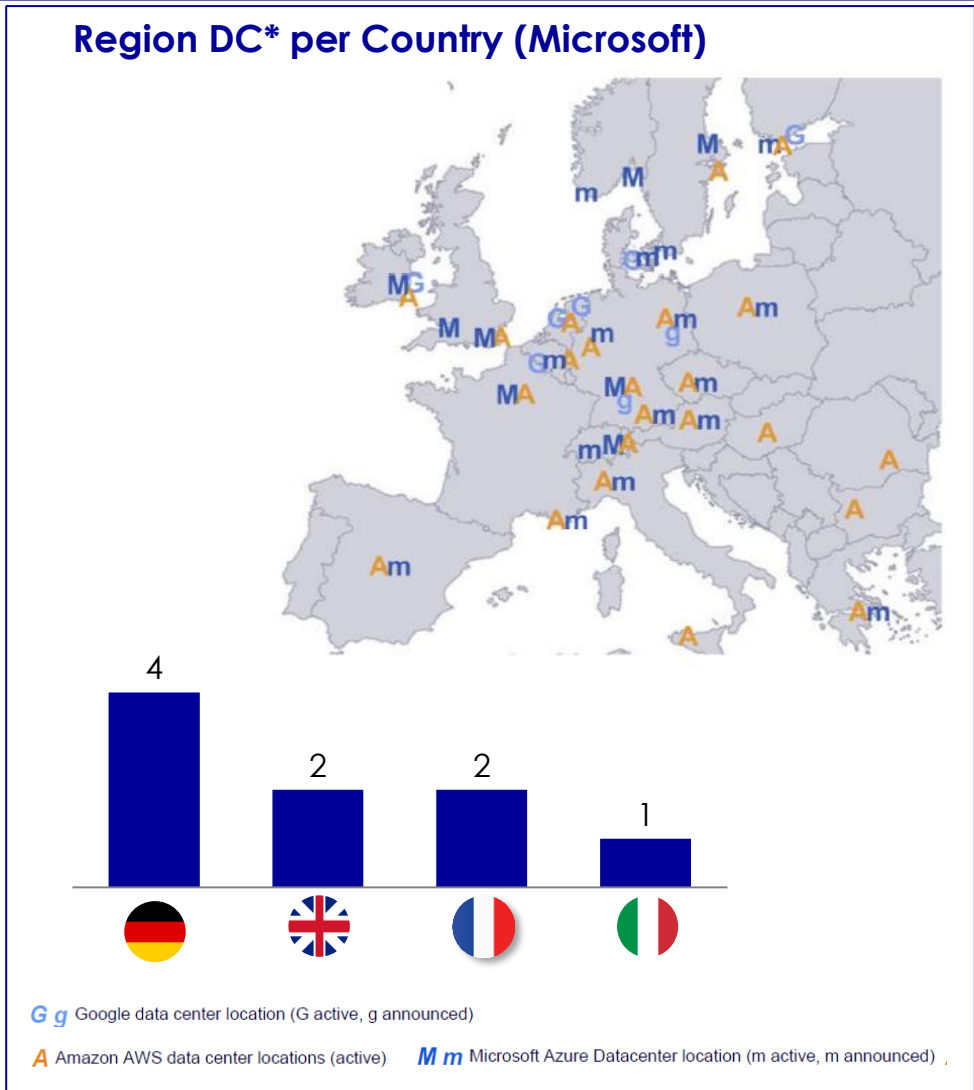 Region DC* per Country (Microsoft)
M
m A G
M A
m
G m m
M G
A
G G
A
A m
g
A m
M
M A
m
A
G m A
M A
M A
g
A m
A m
A m
A
m M A
A
A m
A
A m
A m
A m
A
4
2
2
1
G g Google data center location (G active, g announced)
A Amazon AWS data center locations (active) M m Microsoft Azure Datacenter location (m active, m announced)